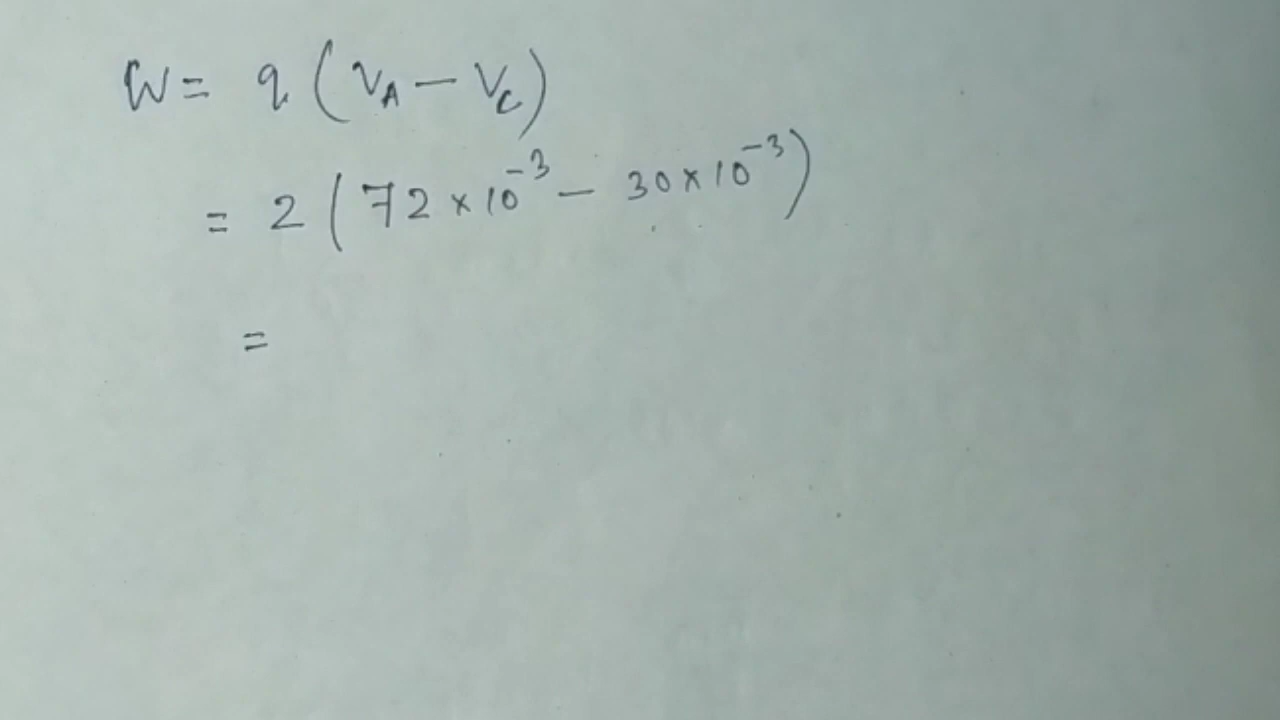 W = q (V_A - V_C)
= 2 (72 × 10^-3 - 30 × 10^-3)
=